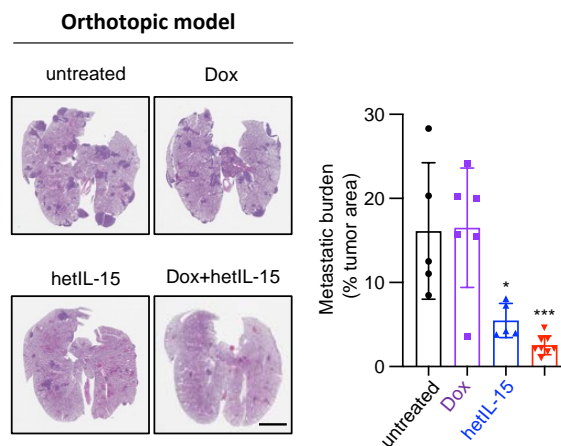 Orthotopic model
untreated
Dox
hetIL-15
Dox+hetIL-15
Metastatic burden
(% tumor area)
30
20
10
0
*
***
untreated
Dox
hetIL-15